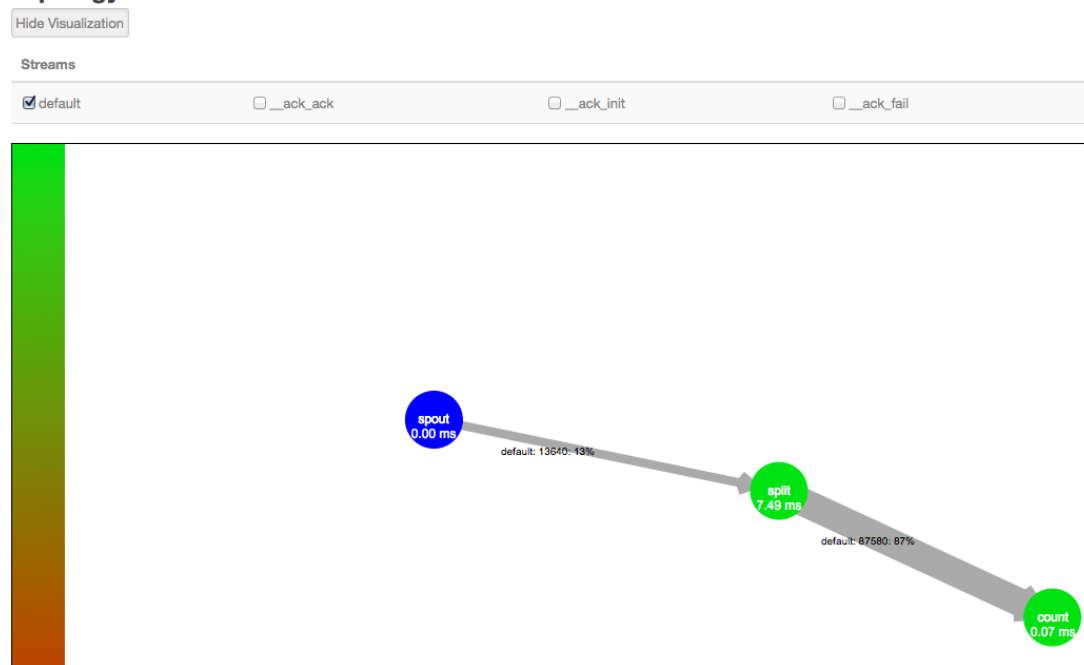 Hide Visualization
Streams
default
__ack_ack
__ack_init
__ack_fail
spout
0.00 ms
default: 13640: 13%
split
7.49 ms
default: 87580: 87%
count
0.07 ms